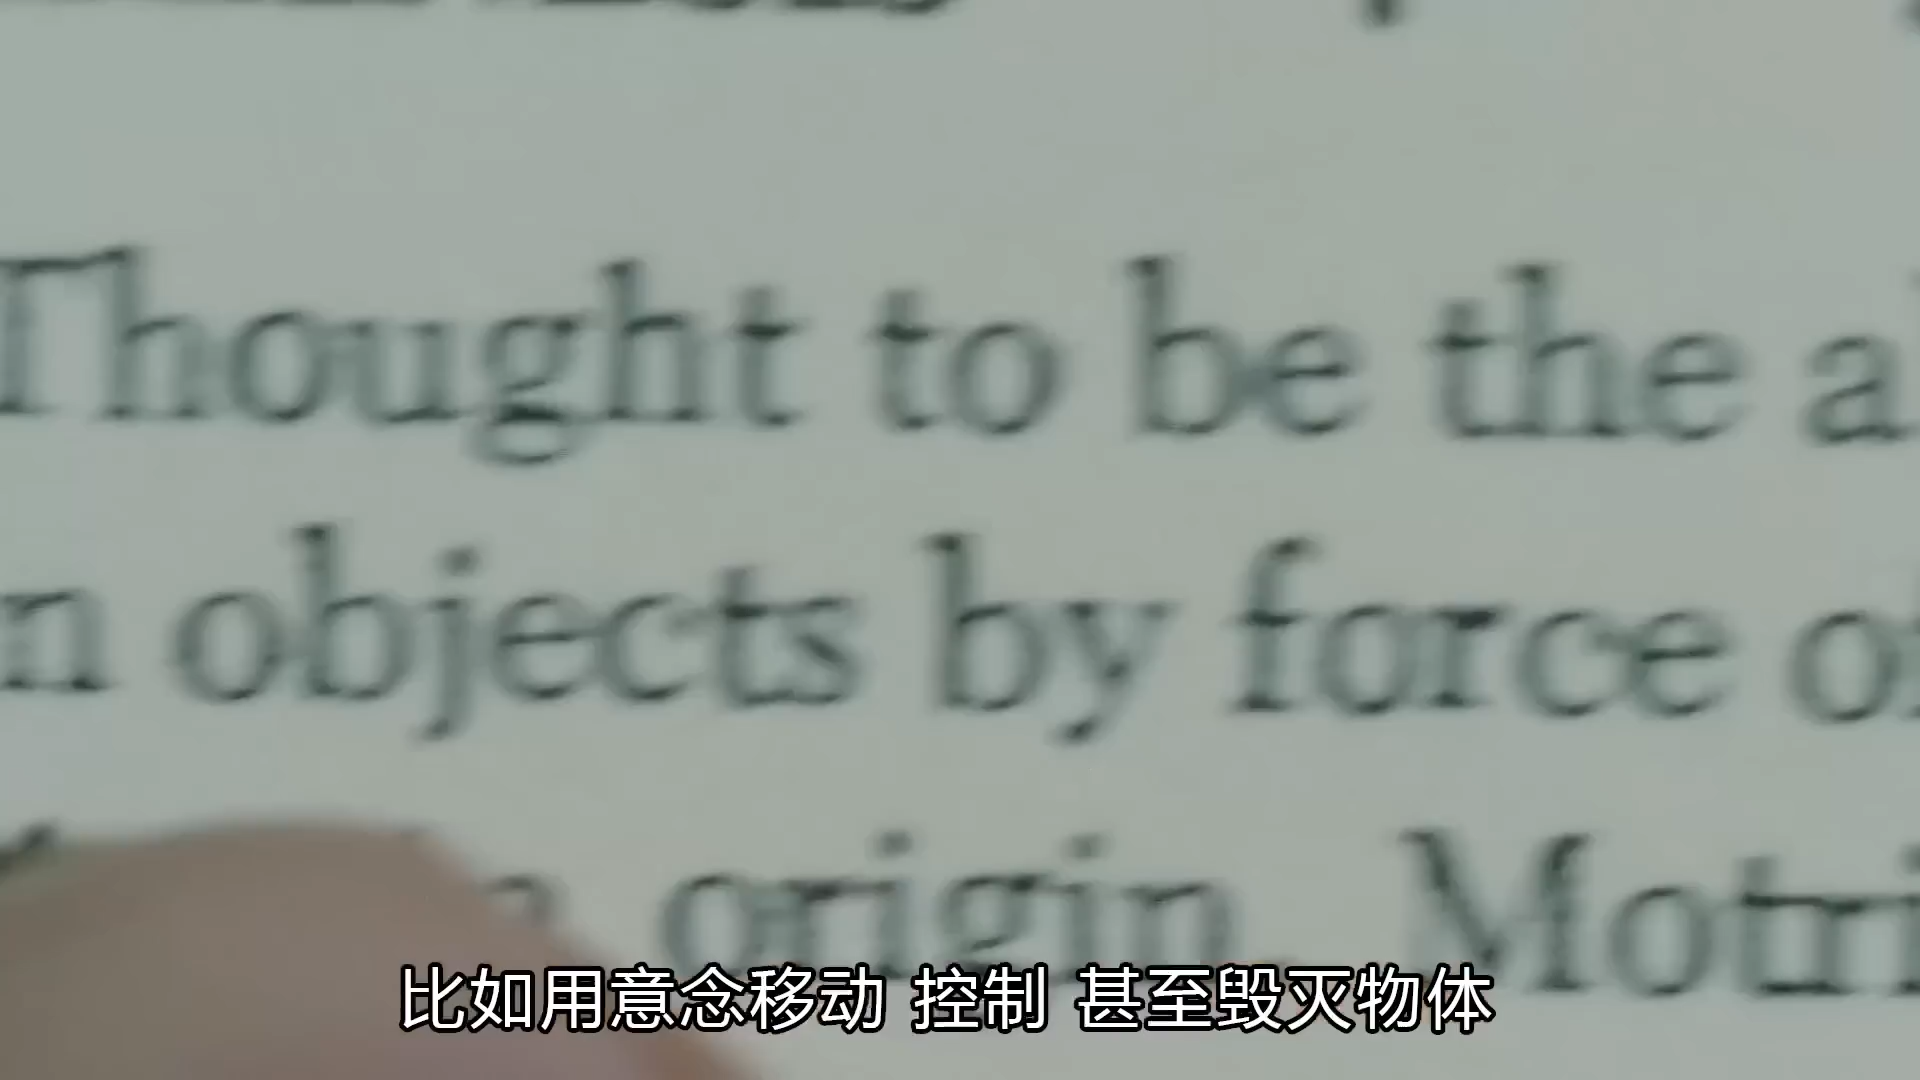 Thought to be the a
n objects by force of
origin. Motri
比如用意念移动 控制 甚至毁灭物体